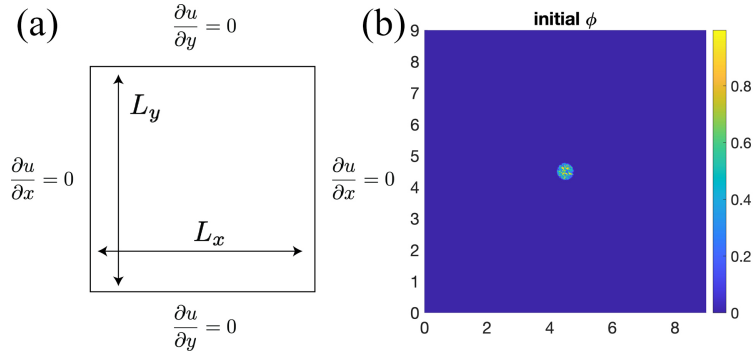 (a)
∂u/∂y = 0
L_y
∂u/∂x = 0
∂u/∂x = 0
L_x
∂u/∂y = 0
(b)
initial ϕ
9
8
7
6
5
4
3
2
1
0
0 2 4 6 8
0.8
0.6
0.4
0.2
0